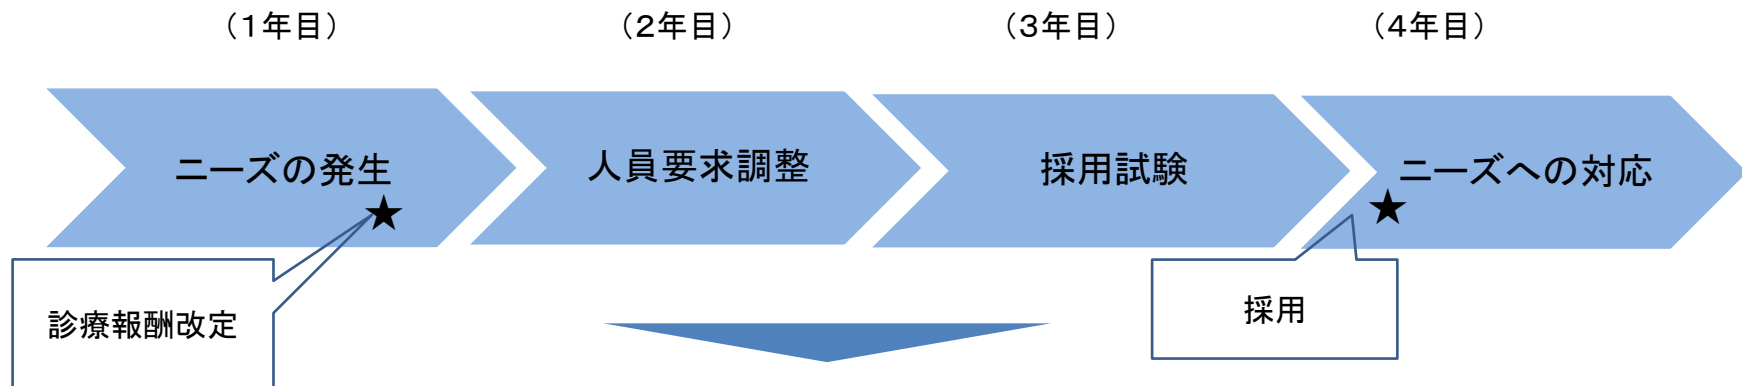 （１年目）
（２年目）
（３年目）
（４年目）
ニーズの発生
人員要求調整
採用試験
ニーズへの対応
★
★
診療報酬改定
採用